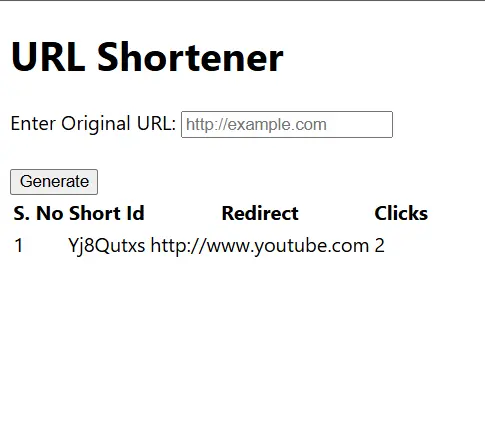 URL Shortener
Enter Original URL: http://example.com
Generate
S. No Short Id Redirect Clicks
1 Yj8Qutxs http://www.youtube.com 2